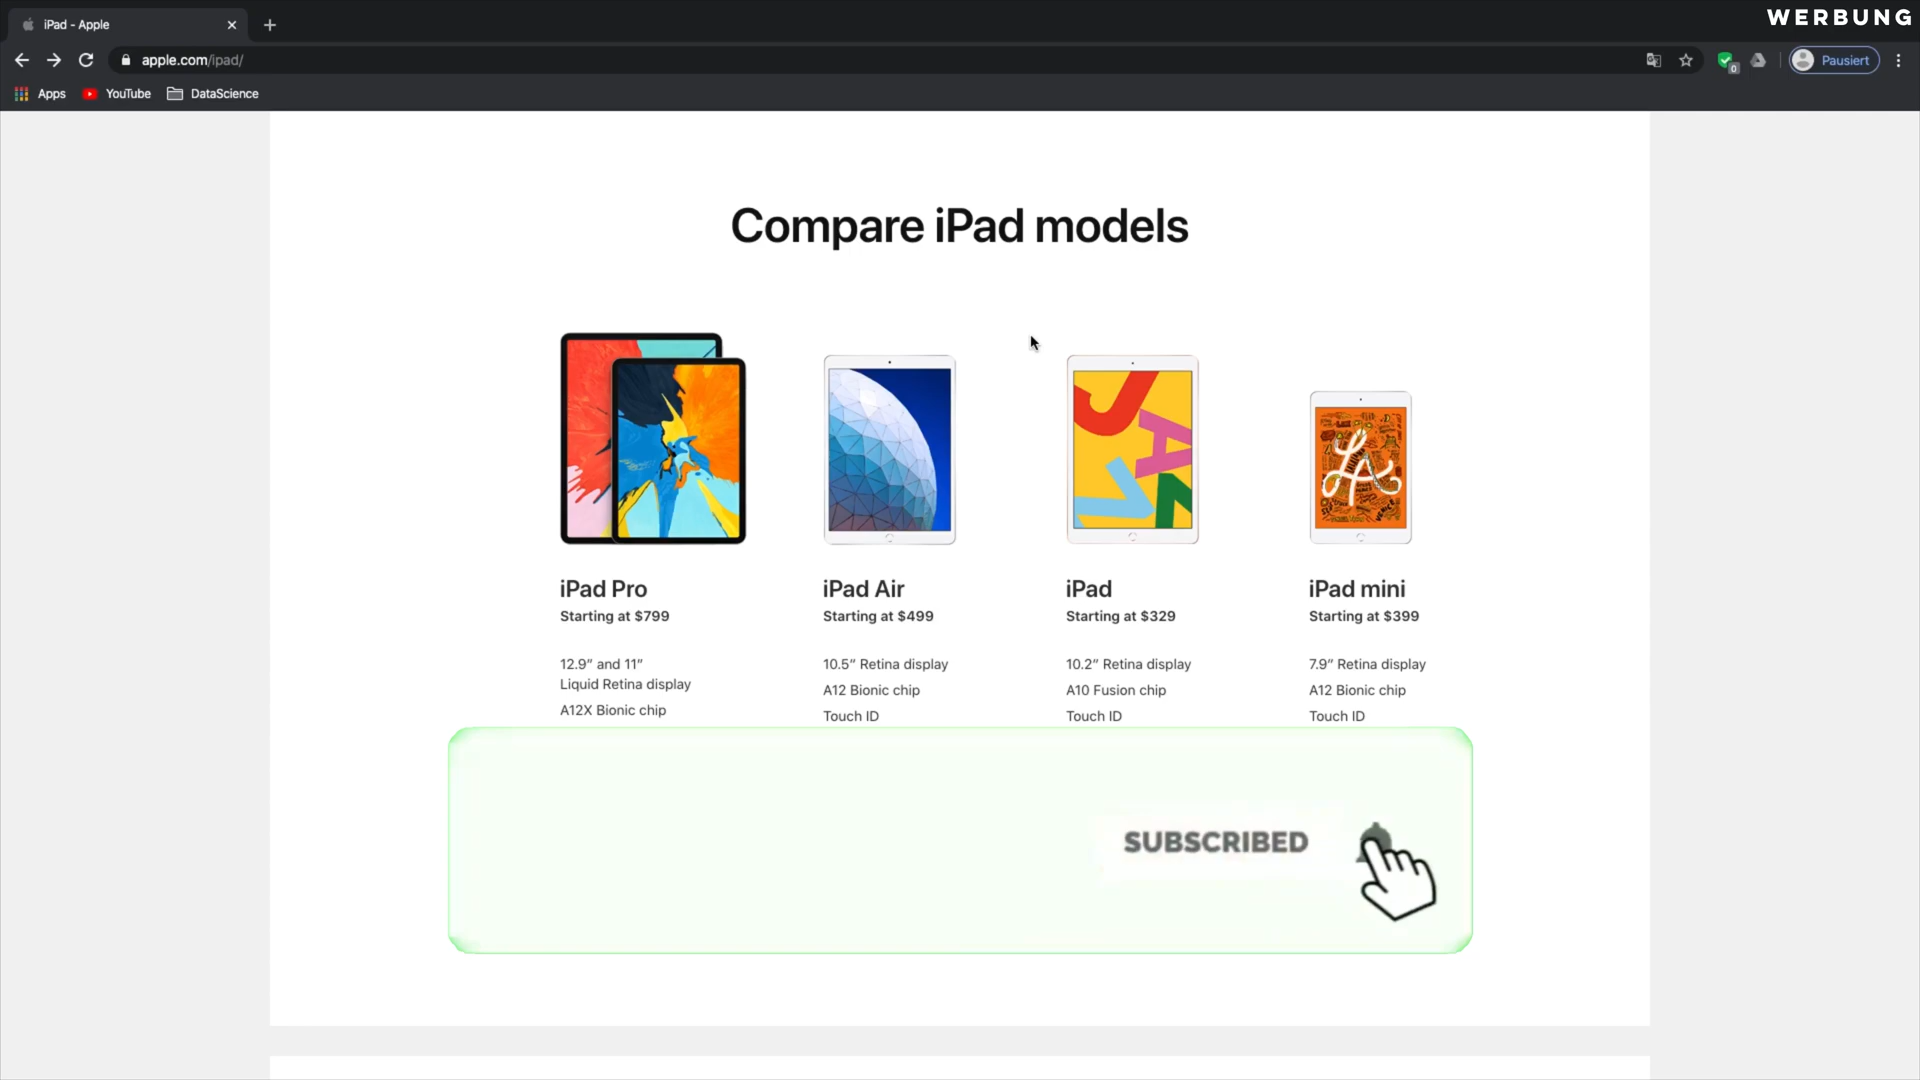 iPad - Apple
WERBUNG
apple.com/ipad/
0
Pausiert
Apps
YouTube
DataScience
Compare iPad models
iPad Pro
Starting at $799
12.9” and 11”
Liquid Retina display
A12X Bionic chip
iPad Air
Starting at $499
10.5” Retina display
A12 Bionic chip
Touch ID
iPad
Starting at $329
10.2” Retina display
A10 Fusion chip
Touch ID
iPad mini
Starting at $399
7.9” Retina display
A12 Bionic chip
Touch ID
SUBSCRIBED